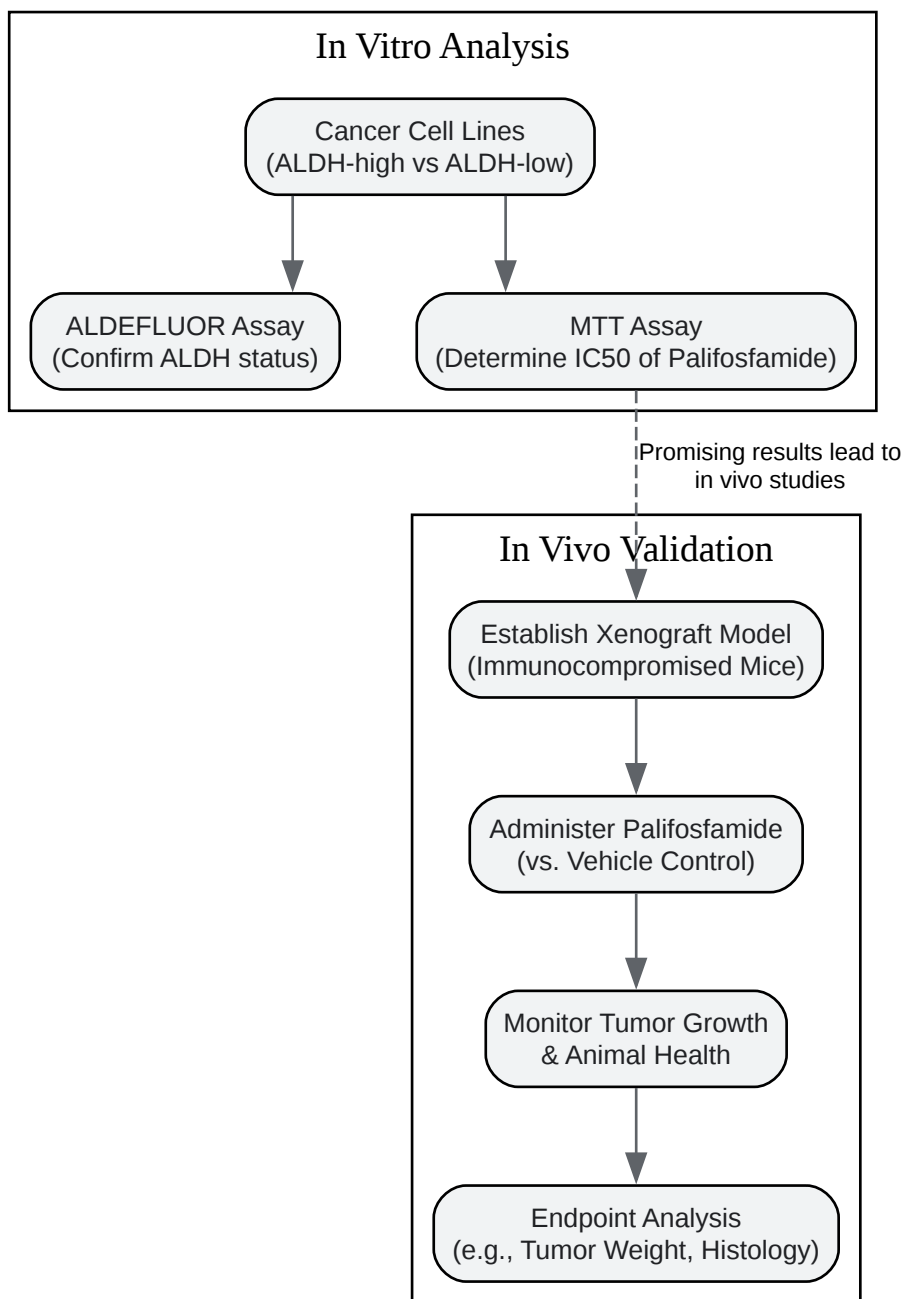 In Vitro Analysis
Cancer Cell Lines
(ALDH-high vs ALDH-low)
ALDEFLUOR Assay
(Confirm ALDH status)
MTT Assay
(Determine IC50 of Palifosfamide)
Promising results lead to
in vivo studies
In Vivo Validation
Establish Xenograft Model
(Immunocompromised Mice)
Administer Palifosfamide
(vs. Vehicle Control)
Monitor Tumor Growth
& Animal Health
Endpoint Analysis
(e.g., Tumor Weight, Histology)